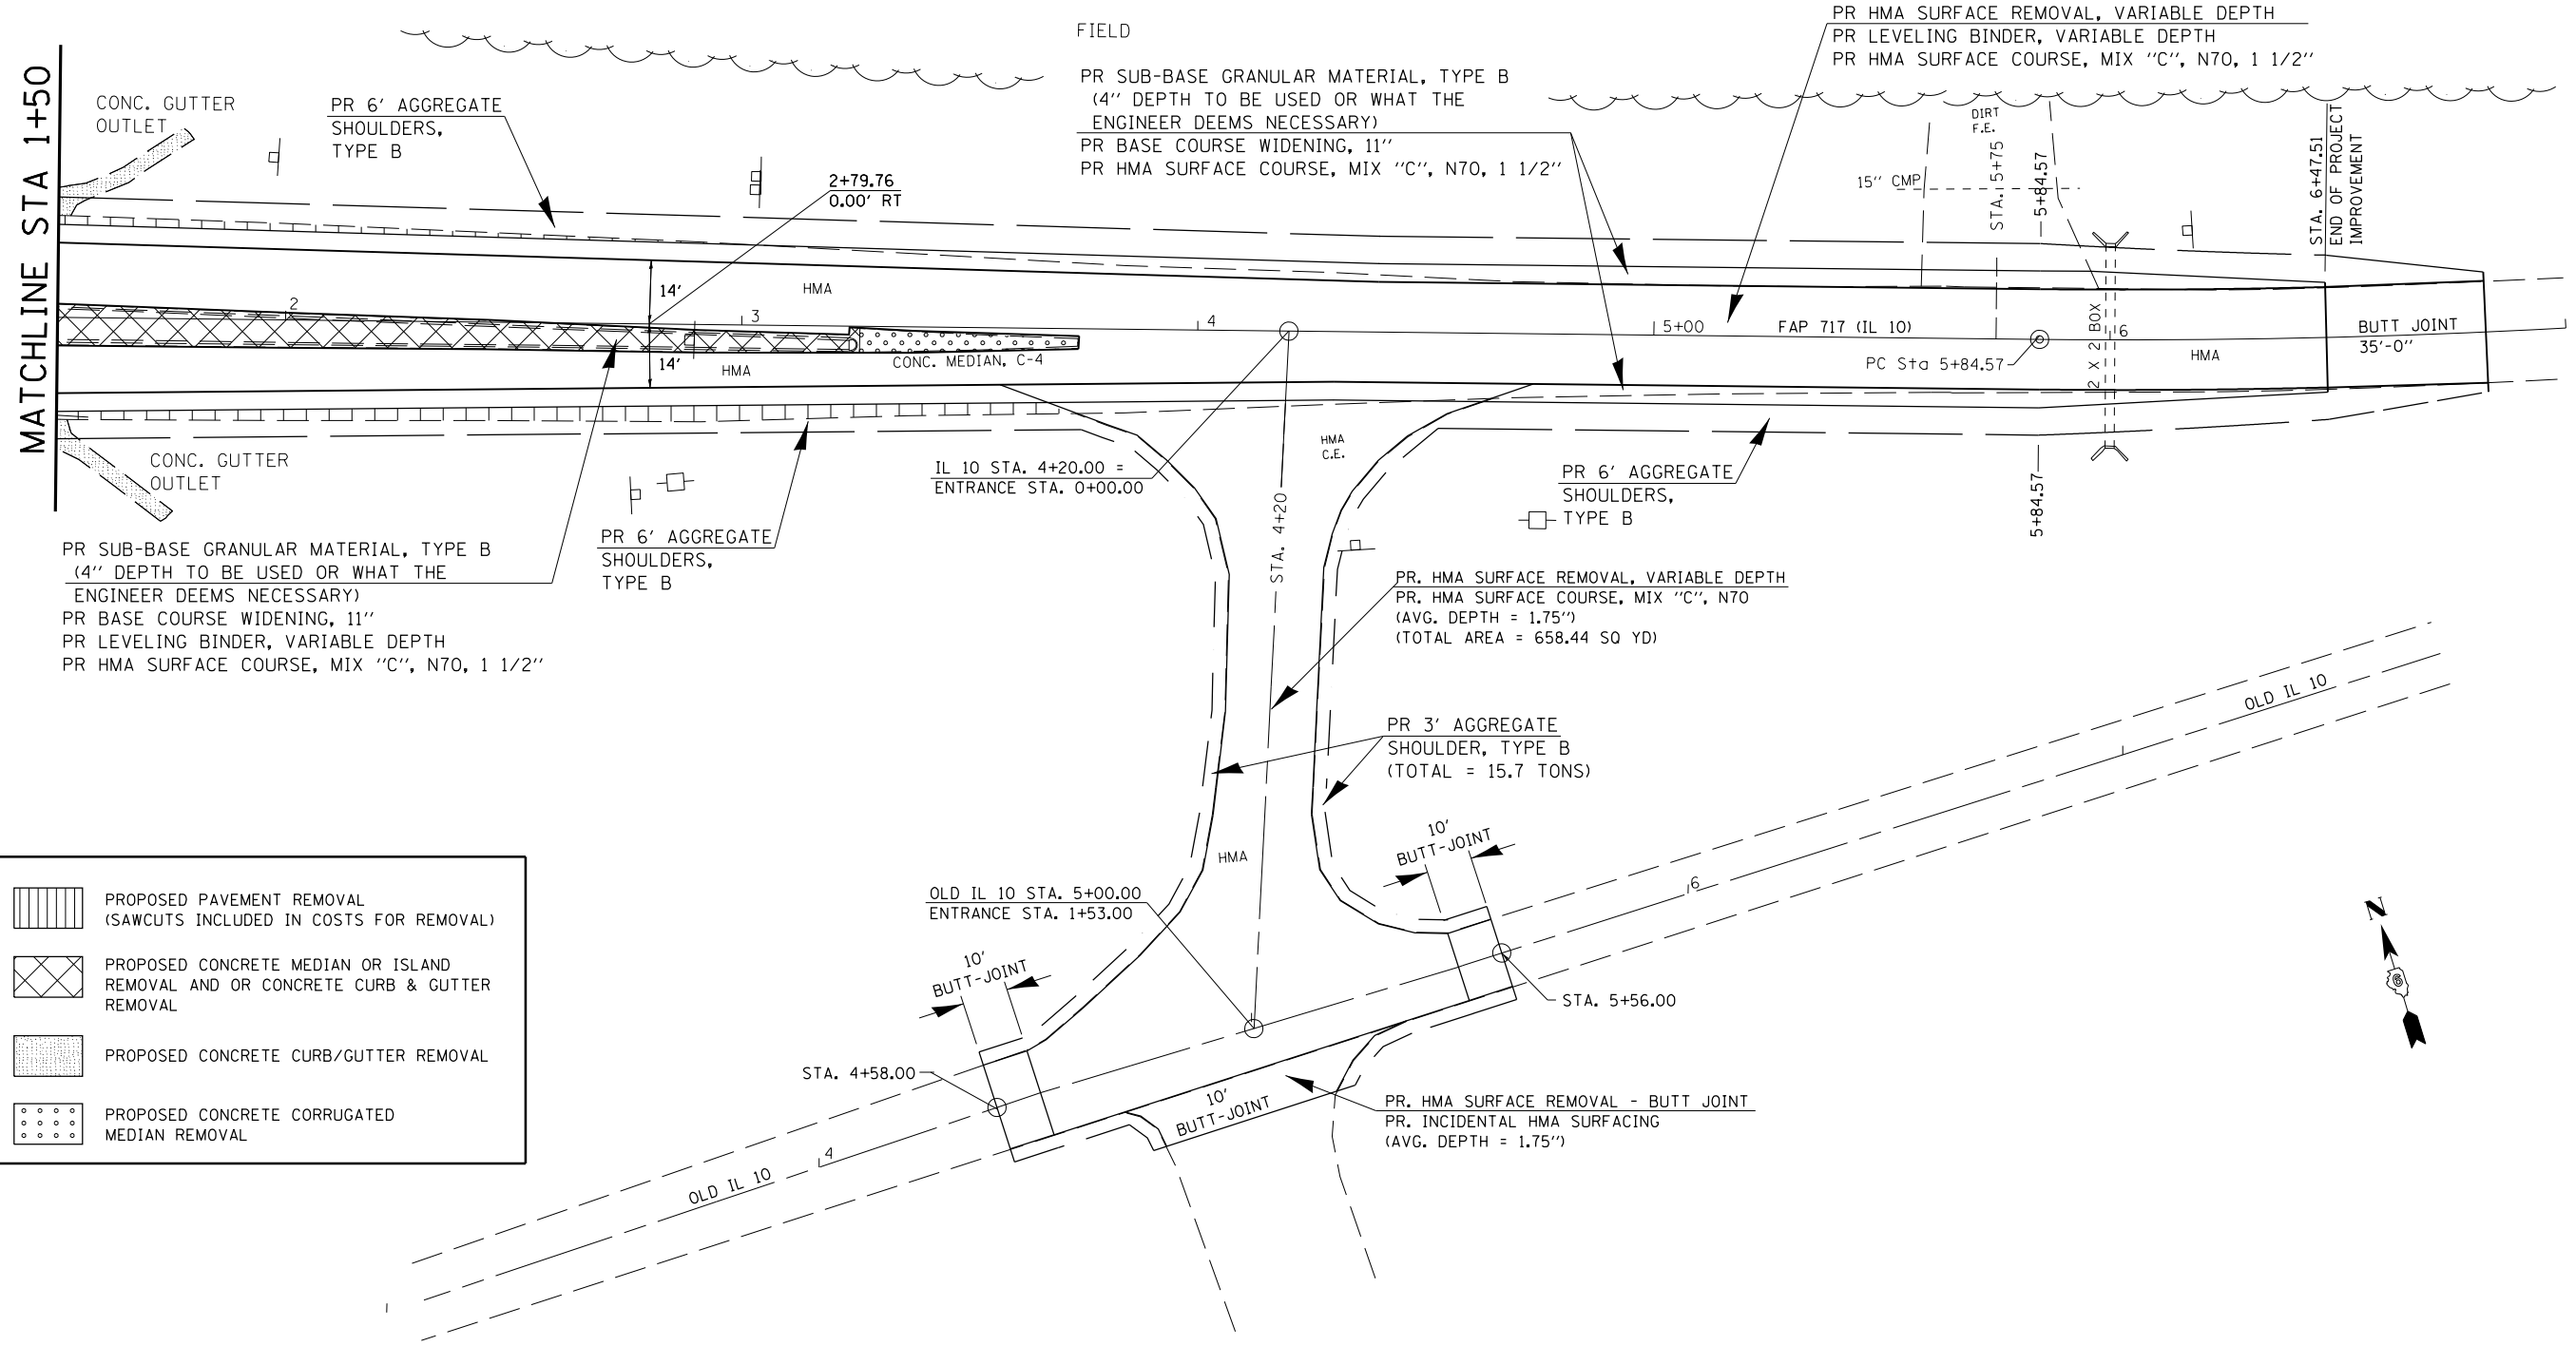 FIELD
PR HMA SURFACE REMOVAL, VARIABLE DEPTH
PR LEVELING BINDER, VARIABLE DEPTH
PR HMA SURFACE COURSE, MIX "C", N70, 1 1/2"
PR SUB-BASE GRANULAR MATERIAL, TYPE B
(4" DEPTH TO BE USED OR WHAT THE
ENGINEER DEEMS NECESSARY)
PR BASE COURSE WIDENING, 11"
PR HMA SURFACE COURSE, MIX "C", N70, 1 1/2"
MATCHLINE STA 1+50
CONC. GUTTER
OUTLET
PR 6' AGGREGATE
SHOULDERS,
TYPE B
2+79.76
0.00' RT
DIRT
F.E.
15" CMP
STA. 5+75
5+84.57
STA. 6+47.51
END OF PROJECT
IMPROVEMENT
14'
HMA
2
3
4
5+00
FAP 717 (IL 10)
6
2 X 2 BOX
HMA
BUTT JOINT
35'-0"
PC Sta 5+84.57
14'
HMA
CONC. MEDIAN, C-4
CONC. GUTTER
OUTLET
IL 10 STA. 4+20.00 =
ENTRANCE STA. 0+00.00
HMA
C.E.
STA. 4+20
PR 6' AGGREGATE
SHOULDERS,
TYPE B
5+84.57
PR 6' AGGREGATE
SHOULDERS,
TYPE B
PR SUB-BASE GRANULAR MATERIAL, TYPE B
(4" DEPTH TO BE USED OR WHAT THE
ENGINEER DEEMS NECESSARY)
PR BASE COURSE WIDENING, 11"
PR LEVELING BINDER, VARIABLE DEPTH
PR HMA SURFACE COURSE, MIX "C", N70, 1 1/2"
PR. HMA SURFACE REMOVAL, VARIABLE DEPTH
PR. HMA SURFACE COURSE, MIX "C", N70
(AVG. DEPTH = 1.75")
(TOTAL AREA = 658.44 SQ YD)
OLD IL 10
PR 3' AGGREGATE
SHOULDER, TYPE B
(TOTAL = 15.7 TONS)
10'
BUTT-JOINT
HMA
OLD IL 10 STA. 5+00.00
ENTRANCE STA. 1+53.00
6
N
6
10'
BUTT-JOINT
STA. 5+56.00
STA. 4+58.00
10'
BUTT-JOINT
PR. HMA SURFACE REMOVAL - BUTT JOINT
PR. INCIDENTAL HMA SURFACING
(AVG. DEPTH = 1.75")
4
OLD IL 10
PROPOSED PAVEMENT REMOVAL
(SAWCUTS INCLUDED IN COSTS FOR REMOVAL)
PROPOSED CONCRETE MEDIAN OR ISLAND
REMOVAL AND OR CONCRETE CURB & GUTTER
REMOVAL
PROPOSED CONCRETE CURB/GUTTER REMOVAL
PROPOSED CONCRETE CORRUGATED
MEDIAN REMOVAL